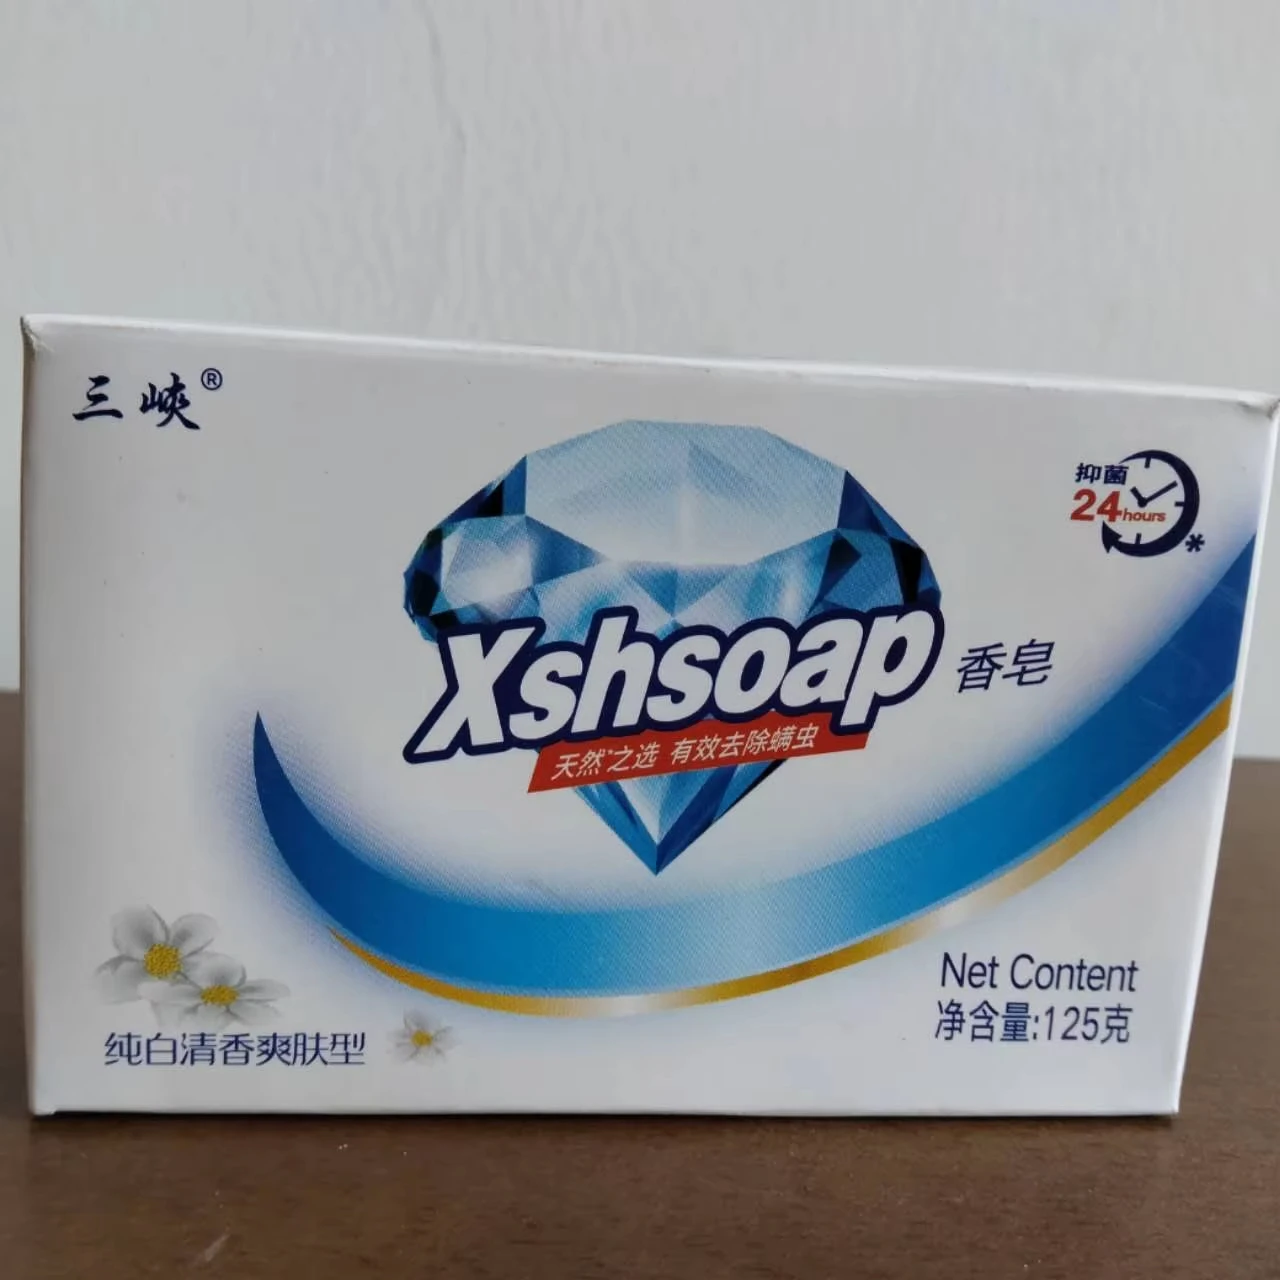 三峡®
抑菌
24hours*
Xshsoap 香皂
天然*之选 有效去除螨虫
纯白清香爽肤型
Net Content
净含量:125克